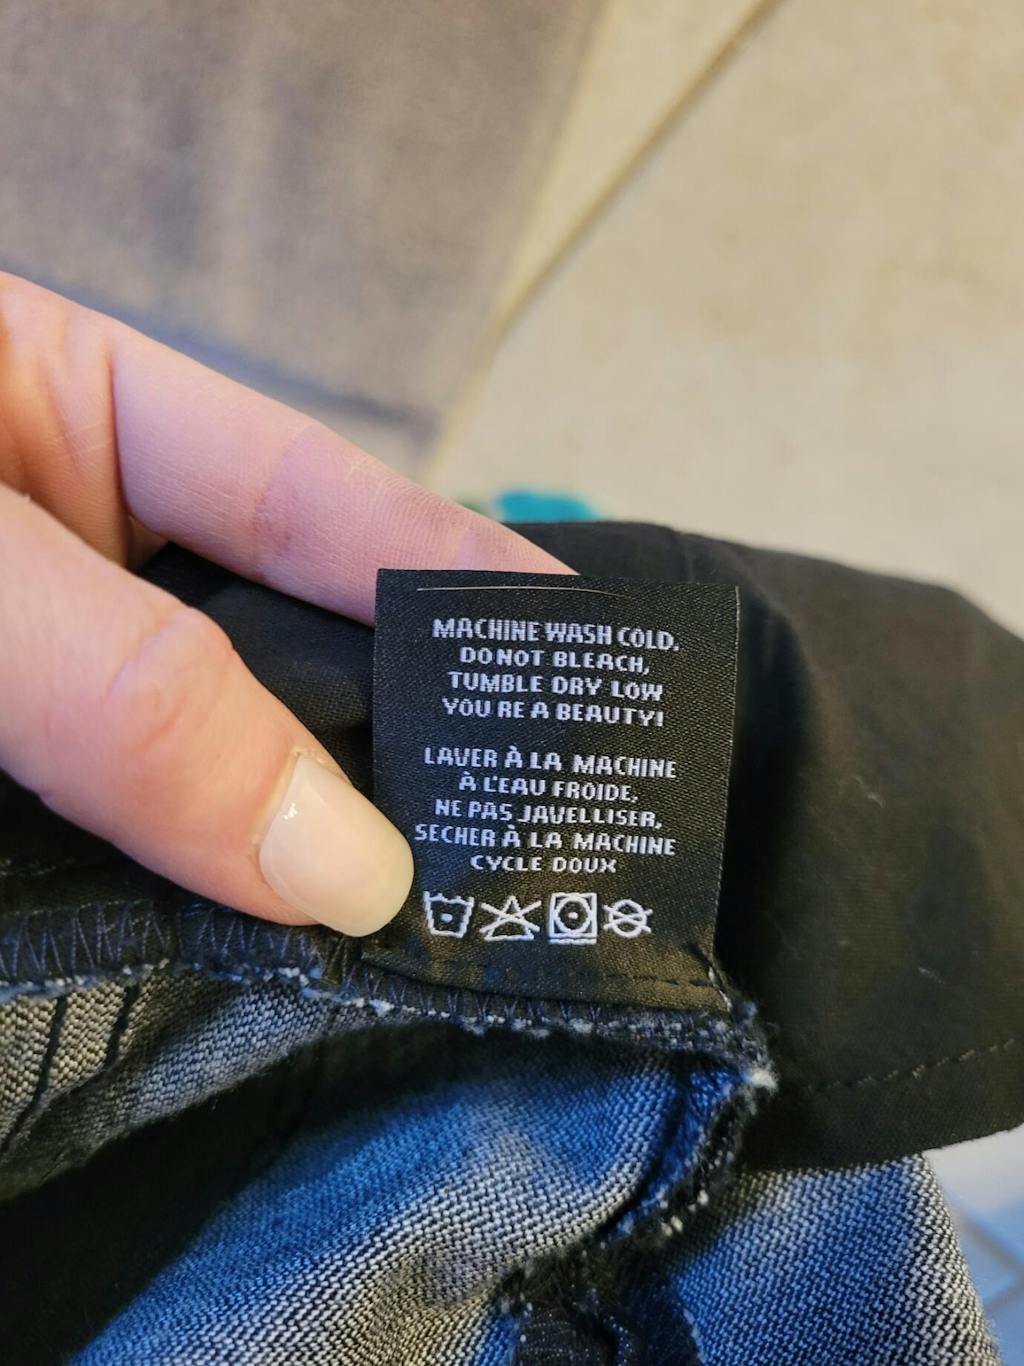 MACHINE WASH COLD,
DO NOT BLEACH,
TUMBLE DRY LOW
YOU RE A BEAUTY!
LAVER À LA MACHINE
À L'EAU FROIDE,
NE PAS JAVELLISER,
SECHER À LA MACHINE
CYCLE DOUX